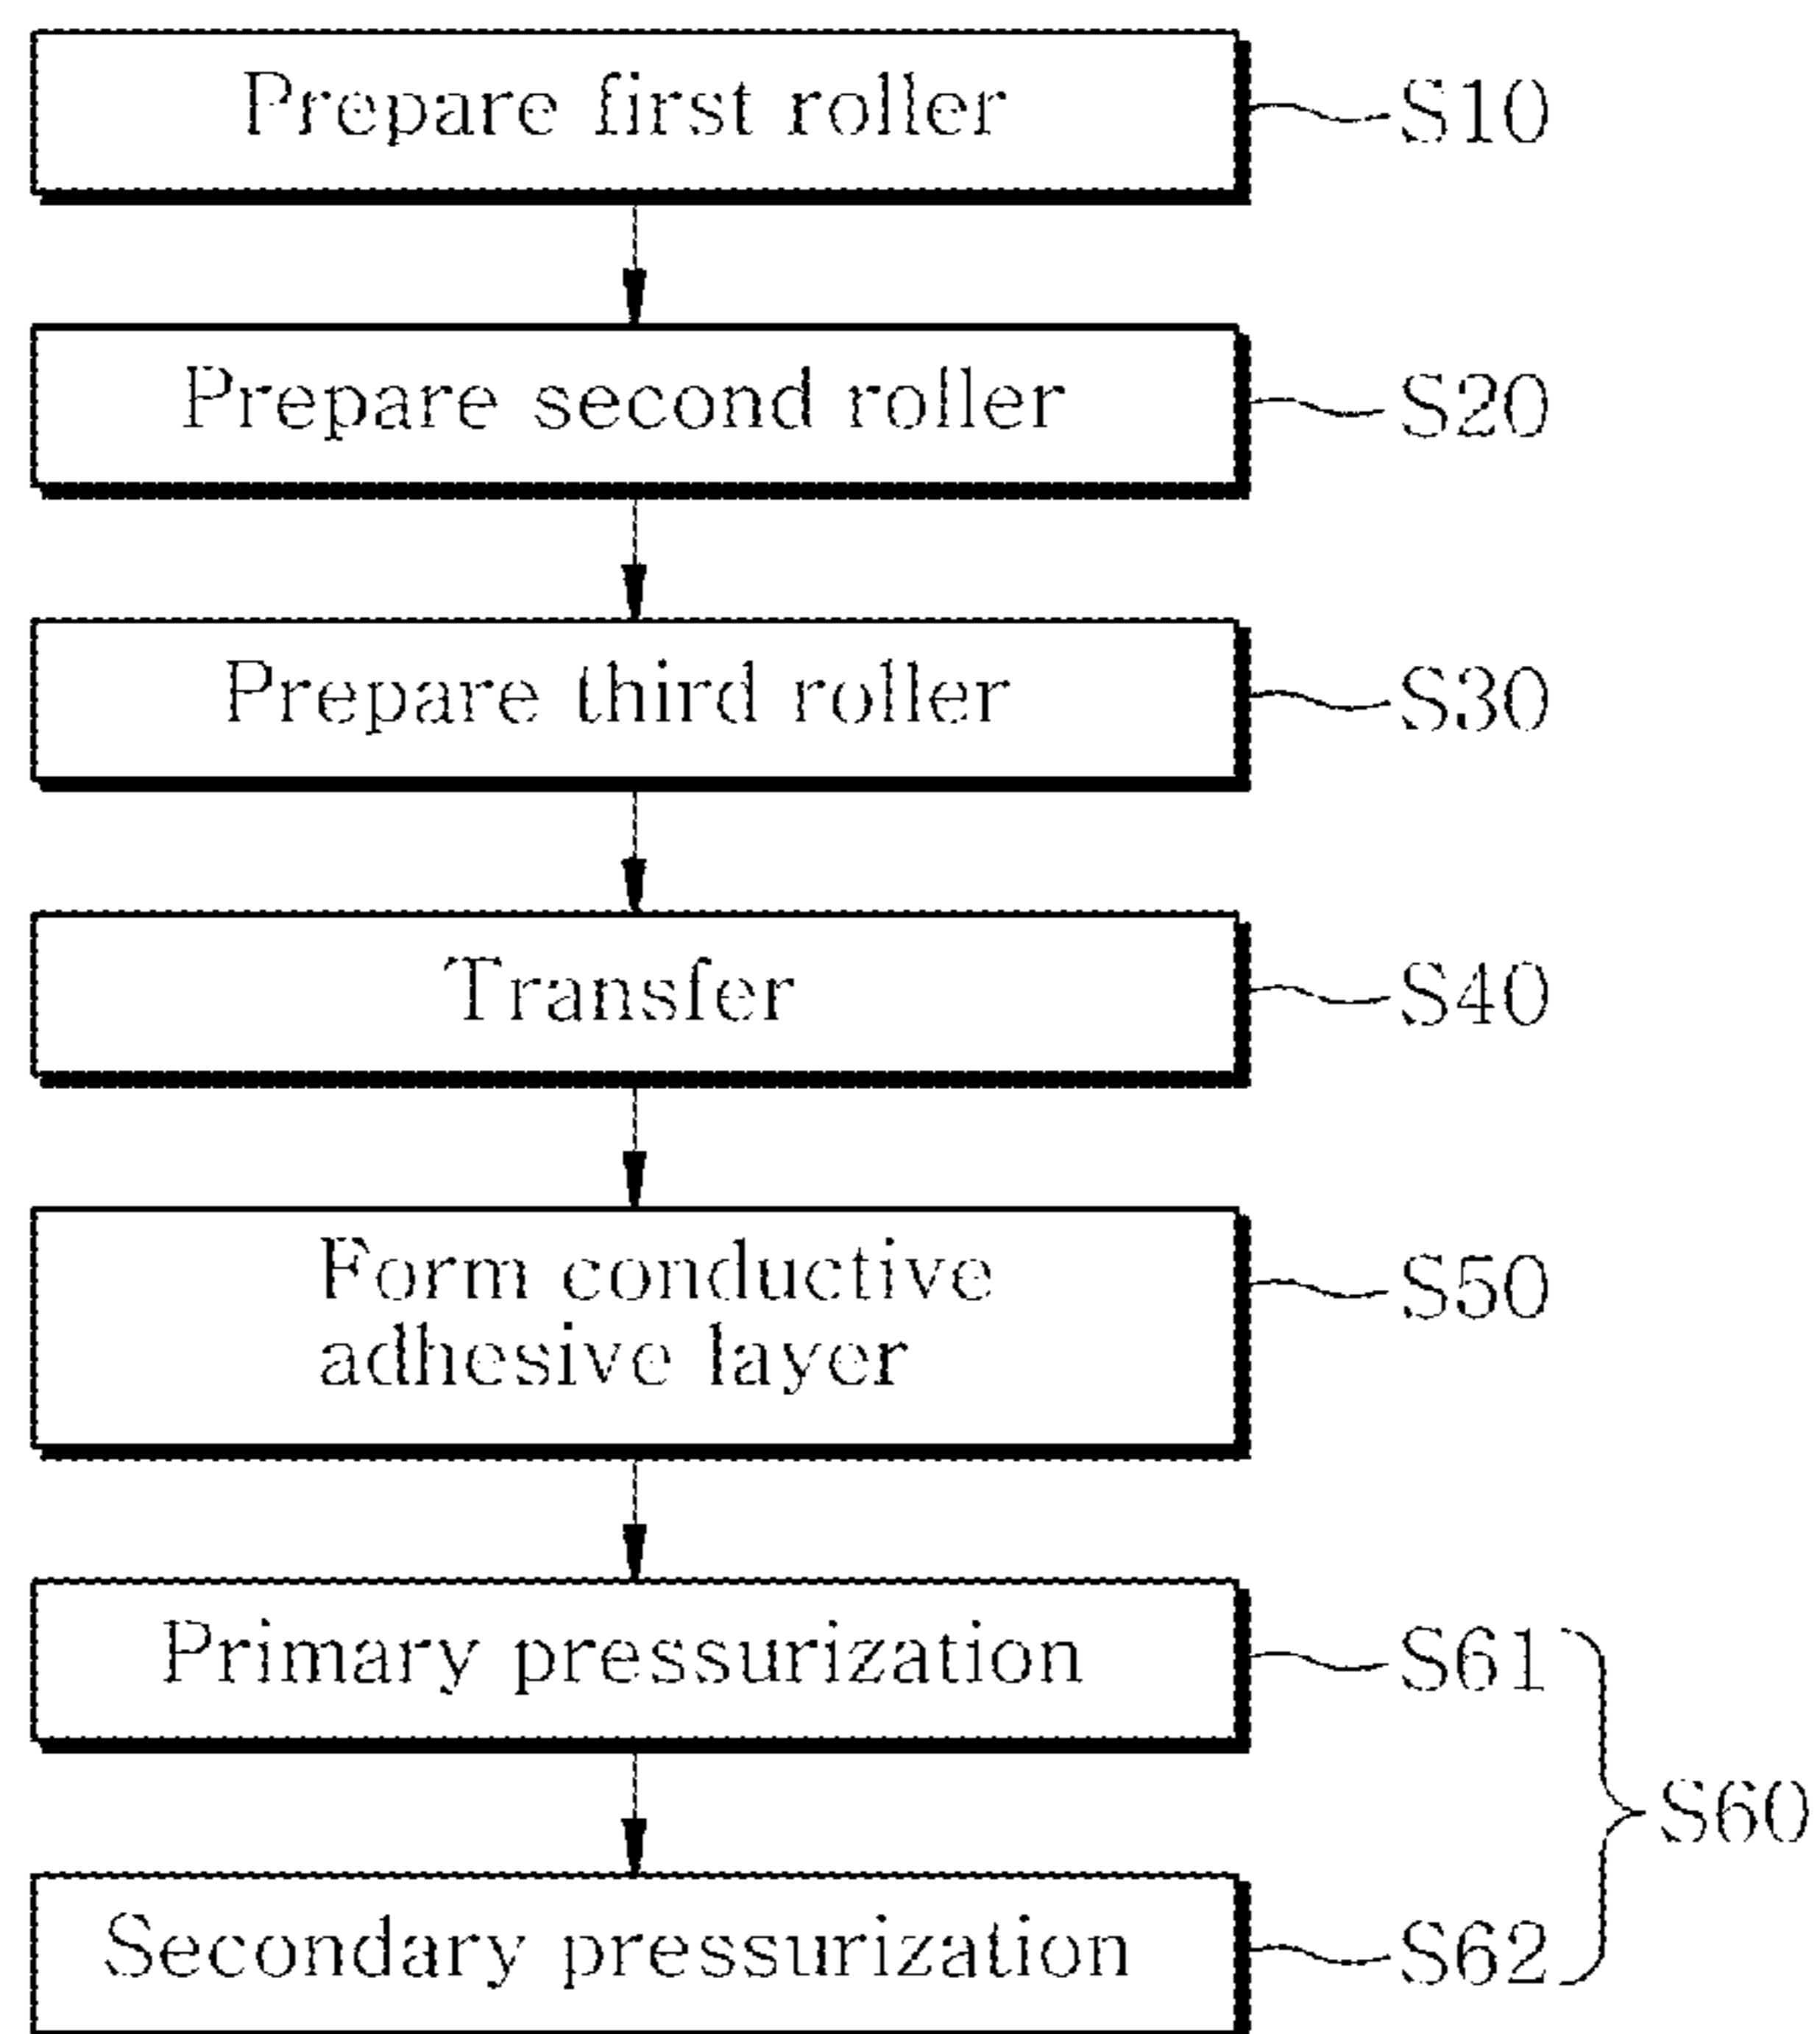 Prepare first roller
S10
Prepare second roller
S20
Prepare third roller
S30
Transfer
S40
Form conductive
adhesive layer
S50
Primary pressurization
S61
S60
Secondary pressurization
S62